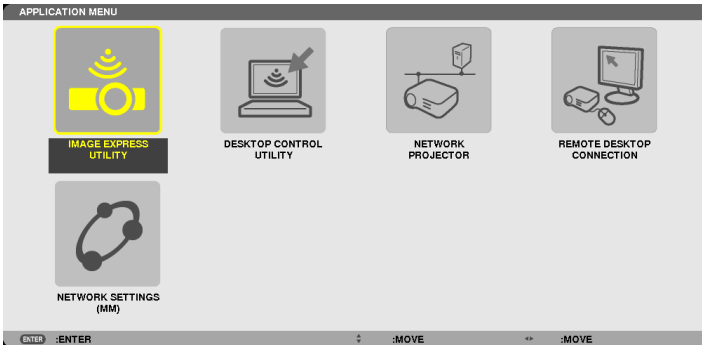 APPLICATION MENU
IMAGE EXPRESS
UTILITY
DESKTOP CONTROL
UTILITY
NETWORK
PROJECTOR
REMOTE DESKTOP
CONNECTION
NETWORK SETTINGS
(MM)
ENTER :ENTER :MOVE :MOVE